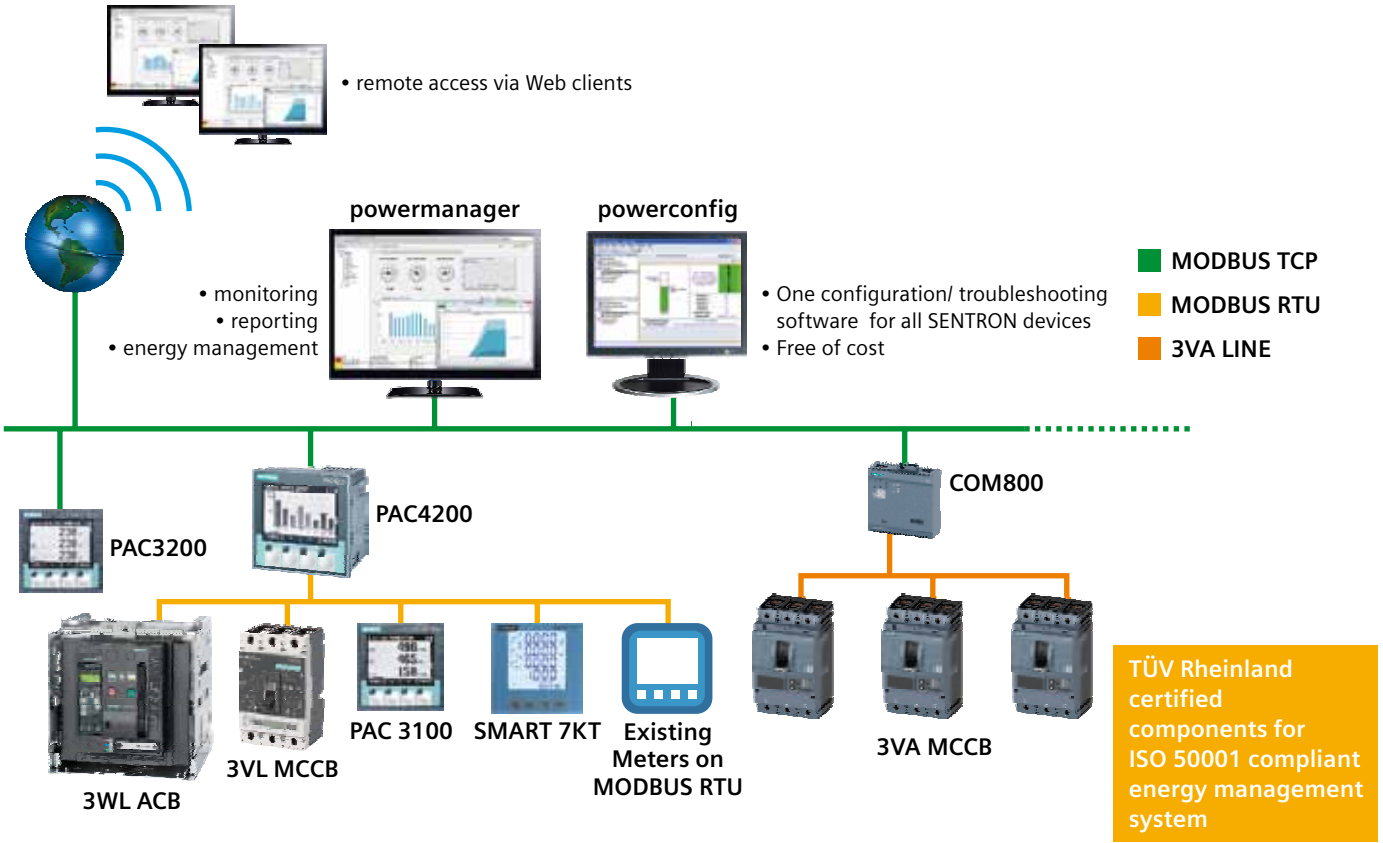 • remote access via Web clients
powermanager
powerconfig
• monitoring
• reporting
• energy management
• One configuration/ troubleshooting
software for all SENTRON devices
• Free of cost
MODBUS TCP
MODBUS RTU
3VA LINE
PAC3200
PAC4200
COM800
3WL ACB
3VL MCCB
PAC 3100
SMART 7KT
Existing
Meters on
MODBUS RTU
3VA MCCB
TÜV Rheinland
certified
components for
ISO 50001 compliant
energy management
system